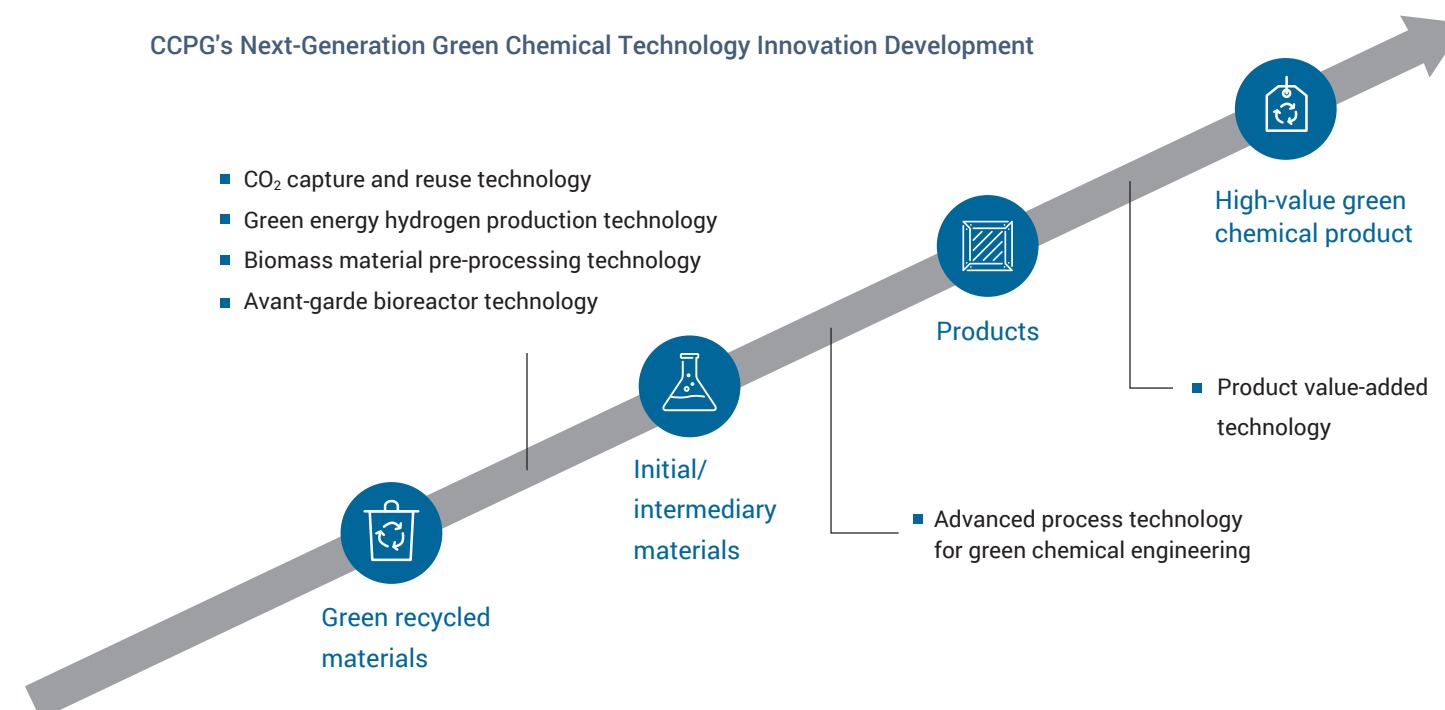 CCPG's Next-Generation Green Chemical Technology Innovation Development
CO₂ capture and reuse technology
Green energy hydrogen production technology
Biomass material pre-processing technology
Avant-garde bioreactor technology
High-value green
chemical product
Products
Product value-added
technology
Initial/
intermediary
materials
Advanced process technology
for green chemical engineering
Green recycled
materials